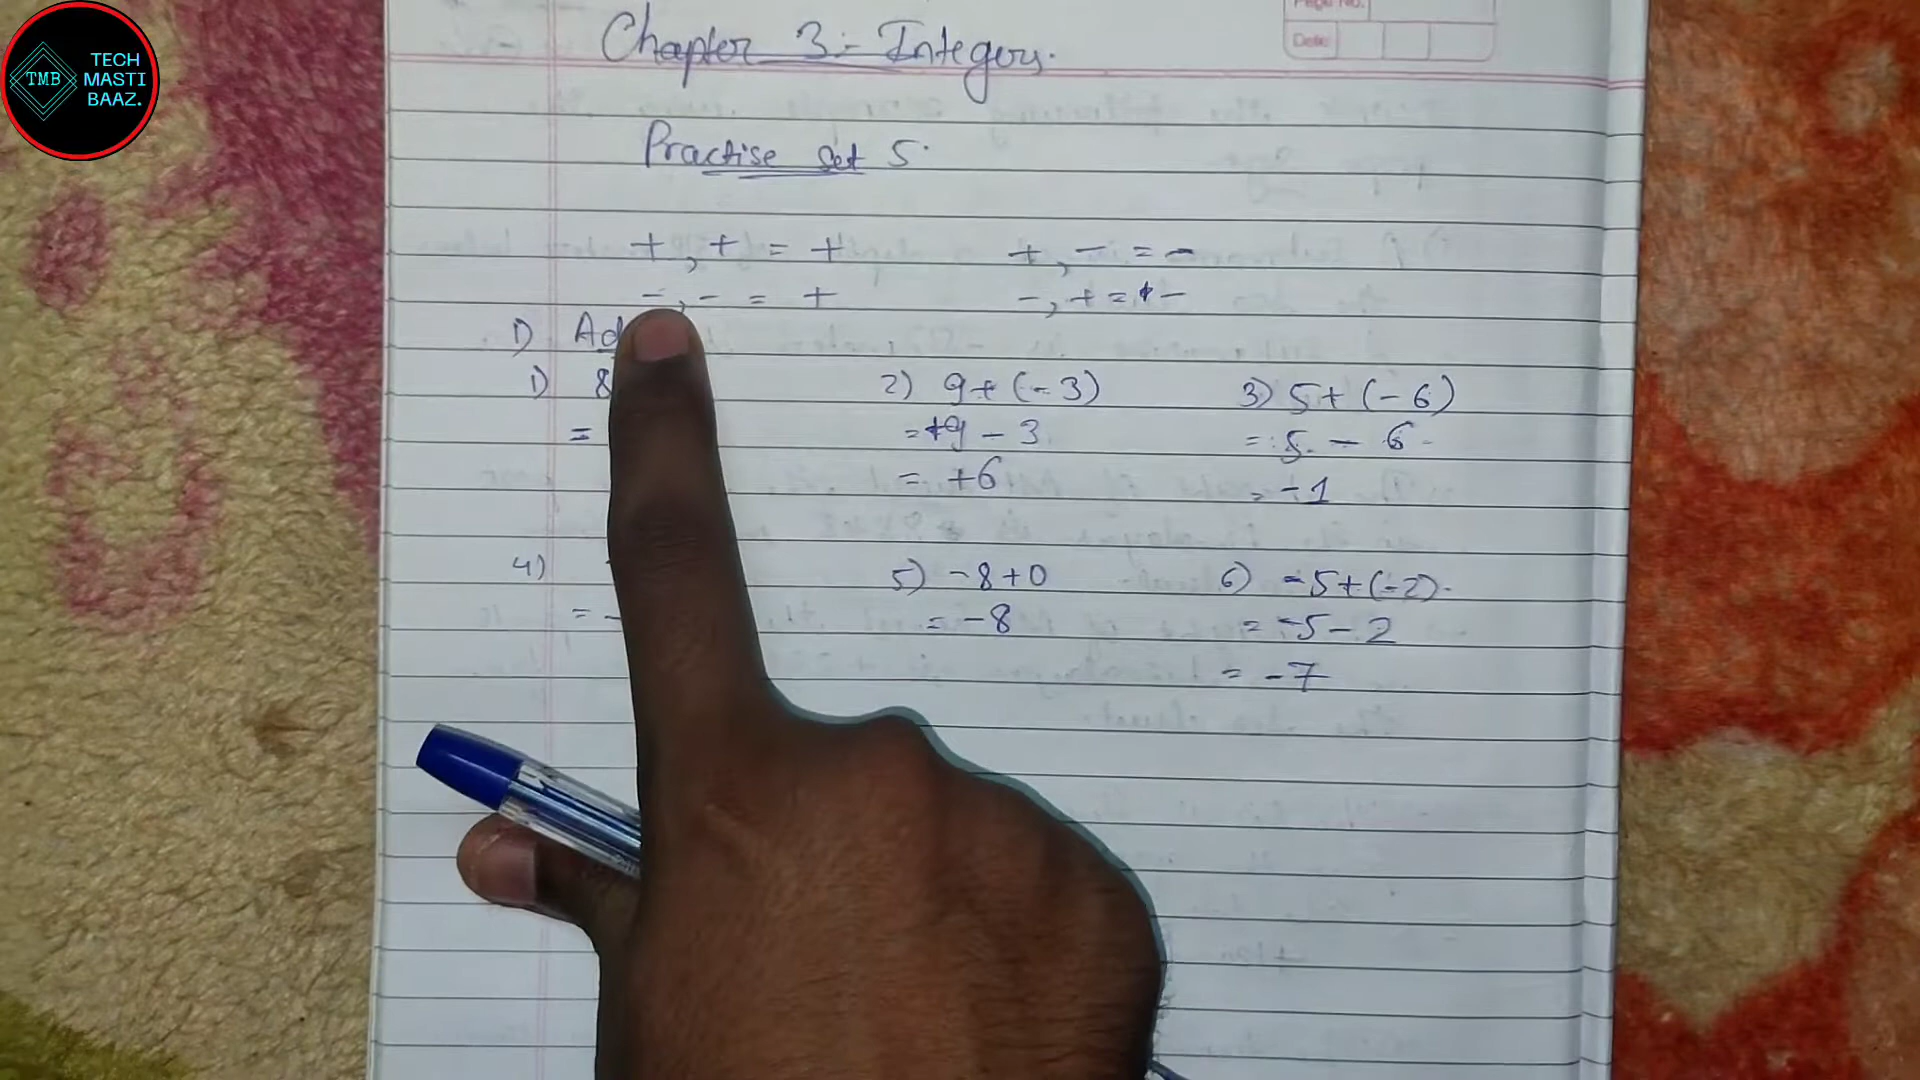 TECH
MASTI
BAAZ.
TMB
Page No.
Date
Chapter 3:- Integers.
Practise set 5.
+ , + = + + , - = -
- , - = + - , + = -
1) Ad
1) 8 2) 9 + (-3) 3) 5 + (-6)
= = +9 - 3 = 5 - 6
= +6 = -1
4) 5) -8+0 6) -5+(-2).
= - = -8 = -5-2
= -7